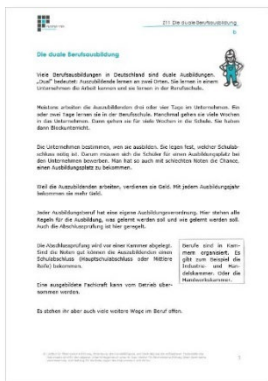 Z11 Die duale Berufsausbildung
Die duale Berufsausbildung
Viele Berufsausbildungen in Deutschland sind duale Ausbildungen.
„Dual" bedeutet: Auszubildende lernen an zwei Orten. Sie lernen in einem
Unternehmen die Arbeit kennen und sie lernen in der Berufsschule.
Meistens arbeiten die Auszubildenden drei oder vier Tage im Unternehmen. Ein
oder zwei Tage lernen sie in der Berufsschule. Manchmal gehen sie viele Wochen
in das Unternehmen. Dann gehen sie für viele Wochen in die Schule. Sie haben
dann Blockunterricht.
Die Unternehmen bestimmen, wen sie ausbilden. Sie legen fest, welcher Schulab-
schluss nötig ist. Darum müssen sich die Schüler für einen Ausbildungsplatz bei
den Unternehmen bewerben. Man hat so auch mit schlechten Noten die Chance,
einen Ausbildungsplatz zu bekommen.
Weil die Auszubildenden arbeiten, verdienen sie Geld. Mit jedem Ausbildungsjahr
bekommen sie mehr Geld.
Jeder Ausbildungsberuf hat eine eigene Ausbildungsverordnung. Hier stehen alle
Regeln für die Ausbildung, was gelernt werden soll und wie gelernt werden soll.
Auch die Abschlussprüfung ist hier geregelt.
Die Abschlussprüfung wird vor einer Kammer abgelegt.
Sind die Noten gut können die Auszubildenden einen
Schulabschluss (Hauptschulabschluss oder Mittlere
Reife) bekommen.
Eine ausgebildete Fachkraft kann vom Betrieb über-
nommen werden.
Es stehen ihr aber auch viele weitere Wege im Beruf offen.
Berufe sind in Kam-
mern organisiert. Es
gibt zum Beispiel die
Industrie- und Han-
delskammer. Oder die
Handwerkskammer.